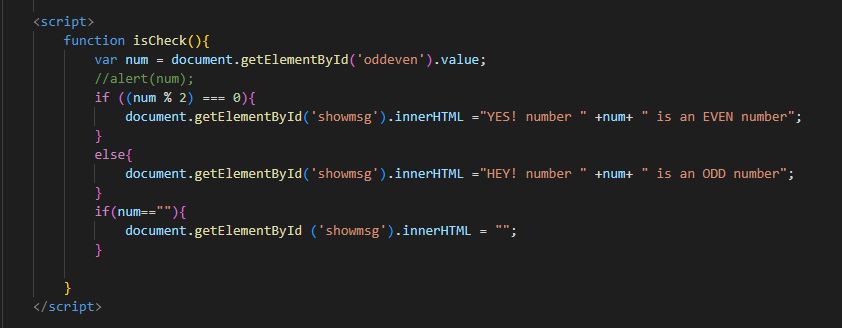 <script>
function isCheck(){
var num = document.getElementById('oddeven').value;
//alert(num);
if ((num % 2) === 0){
document.getElementById('showmsg').innerHTML ="YES! number " +num+ " is an EVEN number";
}
else{
document.getElementById('showmsg').innerHTML ="HEY! number " +num+ " is an ODD number";
}
if(num==""){
document.getElementById ('showmsg').innerHTML = "";
}
}
</script>